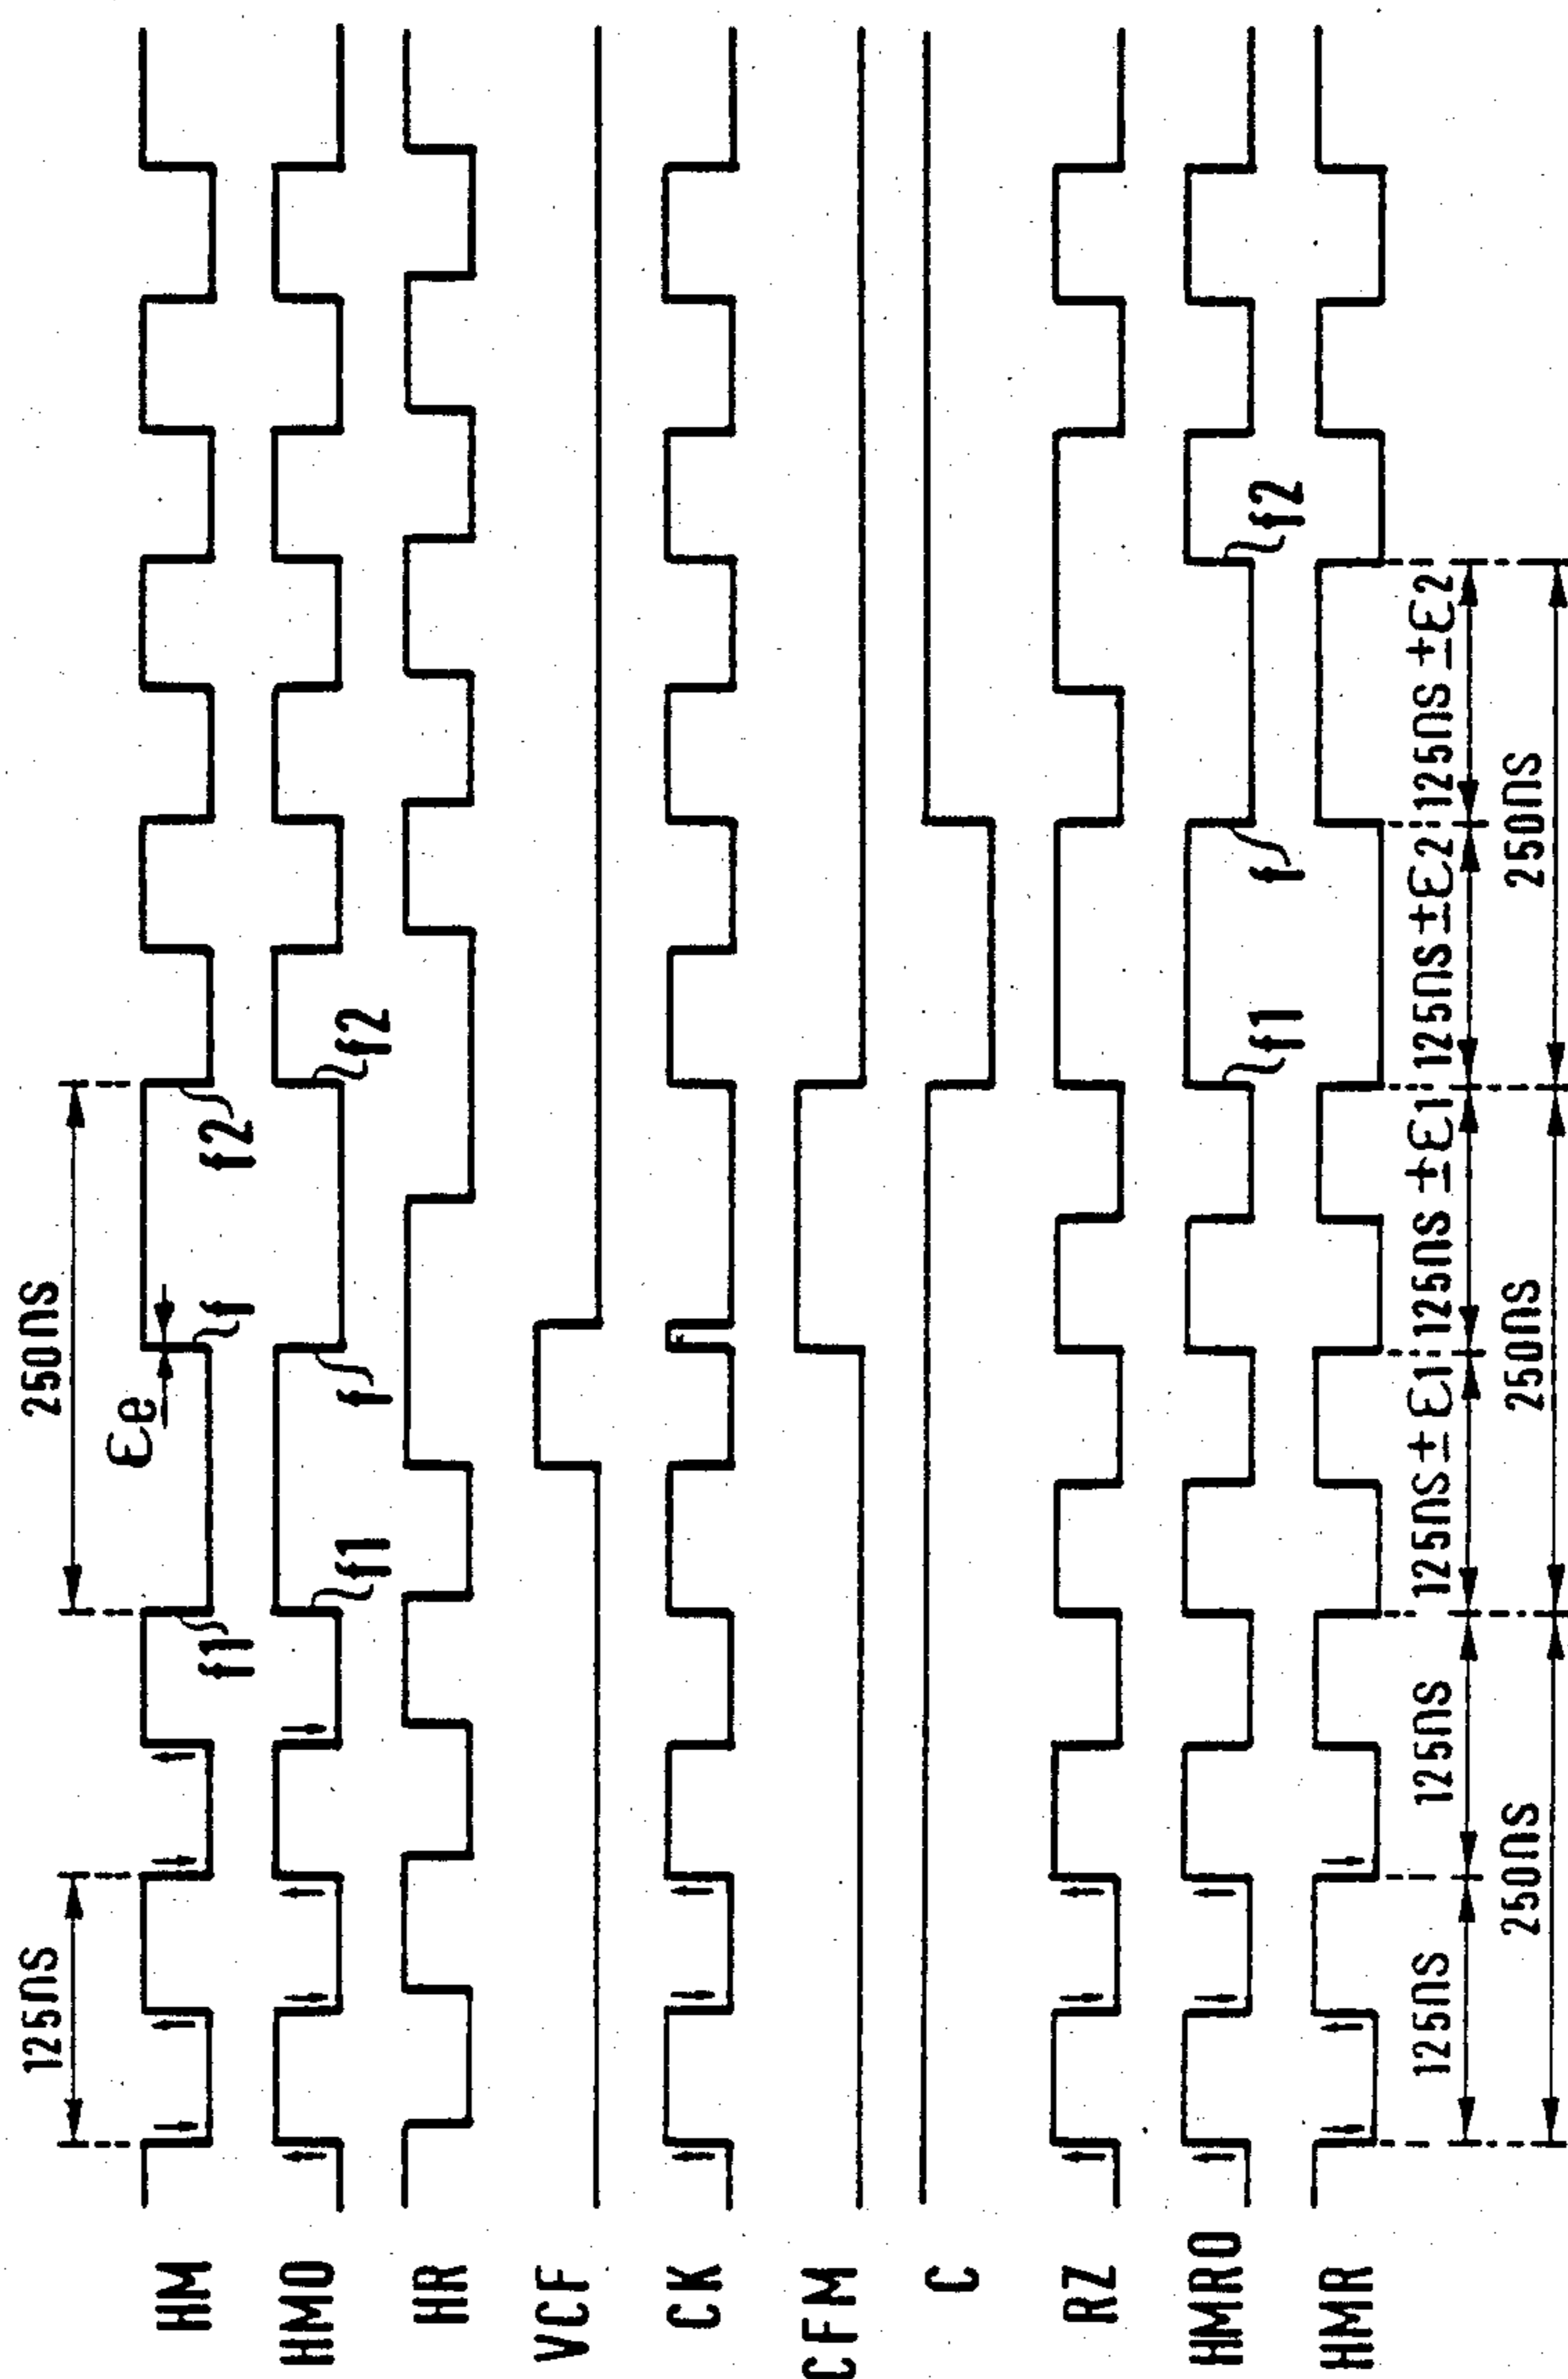 125ns
250ns
εe
HM
f1
f
f2
HMO
f1
f
f2
HR
VCF
CK
CFM
C
RZ
HMRO
f1
f
f2
HMR
125ns
125ns
125ns±ε1
125ns±ε1
125ns±ε2
125ns±ε2
250ns
250ns
250ns